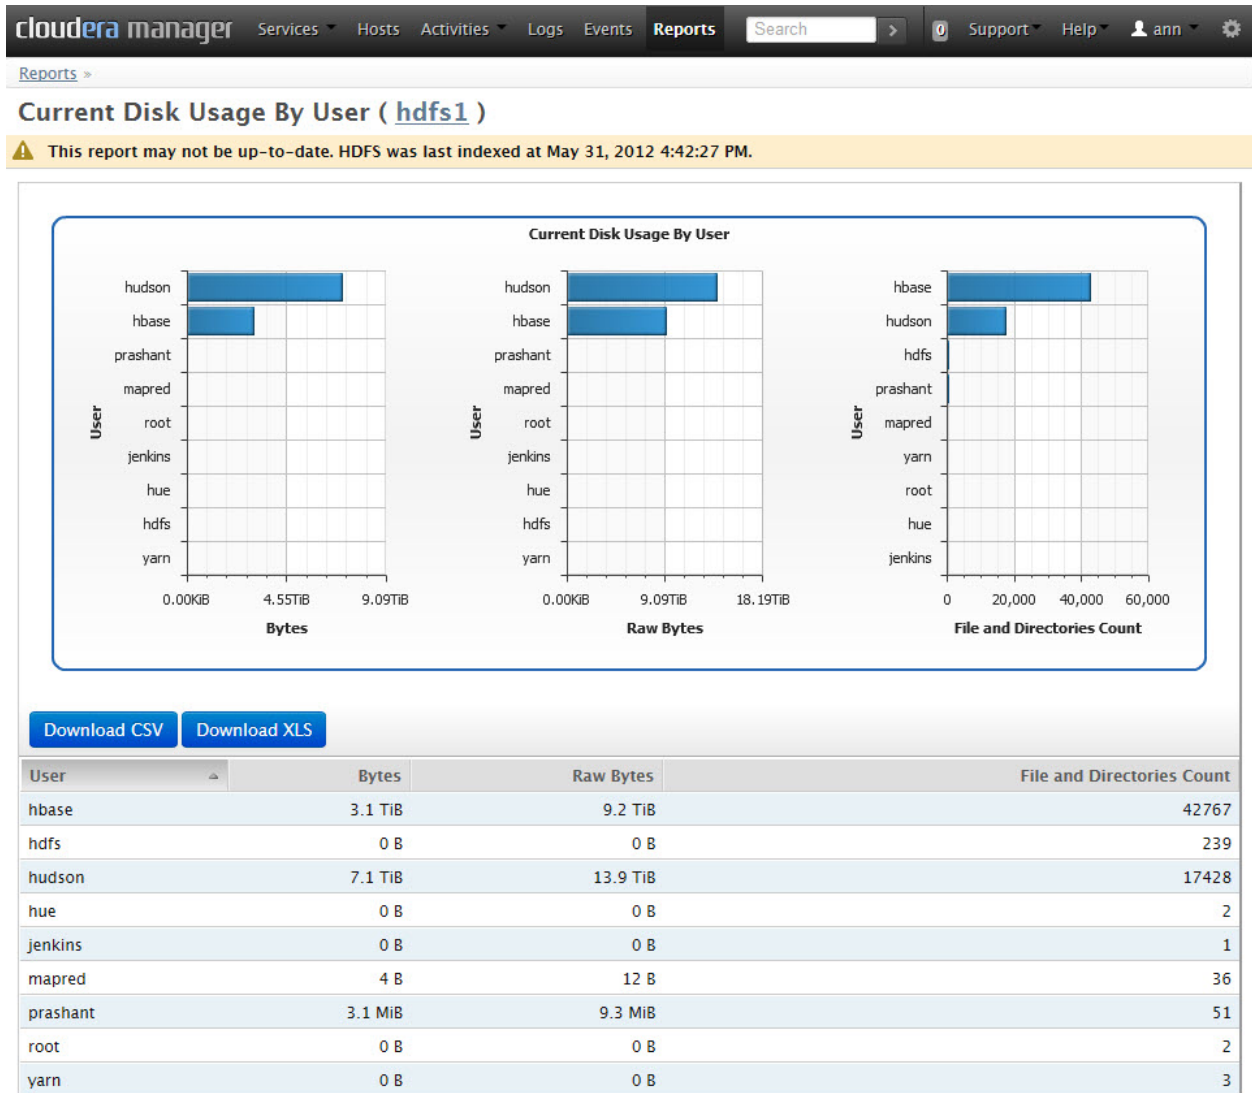 cloudera manager Services Hosts Activities Logs Events Reports Search > 0 Support Help ann
Reports »
Current Disk Usage By User ( hdfs1 )
This report may not be up-to-date. HDFS was last indexed at May 31, 2012 4:42:27 PM.
Current Disk Usage By User
User
hudson
hbase
prashant
mapred
root
jenkins
hue
hdfs
yarn
0.00KiB 4.55TiB 9.09TiB
Bytes
User
hudson
hbase
prashant
mapred
root
jenkins
hue
hdfs
yarn
0.00KiB 9.09TiB 18.19TiB
Raw Bytes
User
hbase
hudson
hdfs
prashant
mapred
yarn
root
hue
jenkins
0 20,000 40,000 60,000
File and Directories Count
Download CSV Download XLS
User Bytes Raw Bytes File and Directories Count
hbase 3.1 TiB 9.2 TiB 42767
hdfs 0 B 0 B 239
hudson 7.1 TiB 13.9 TiB 17428
hue 0 B 0 B 2
jenkins 0 B 0 B 1
mapred 4 B 12 B 36
prashant 3.1 MiB 9.3 MiB 51
root 0 B 0 B 2
yarn 0 B 0 B 3